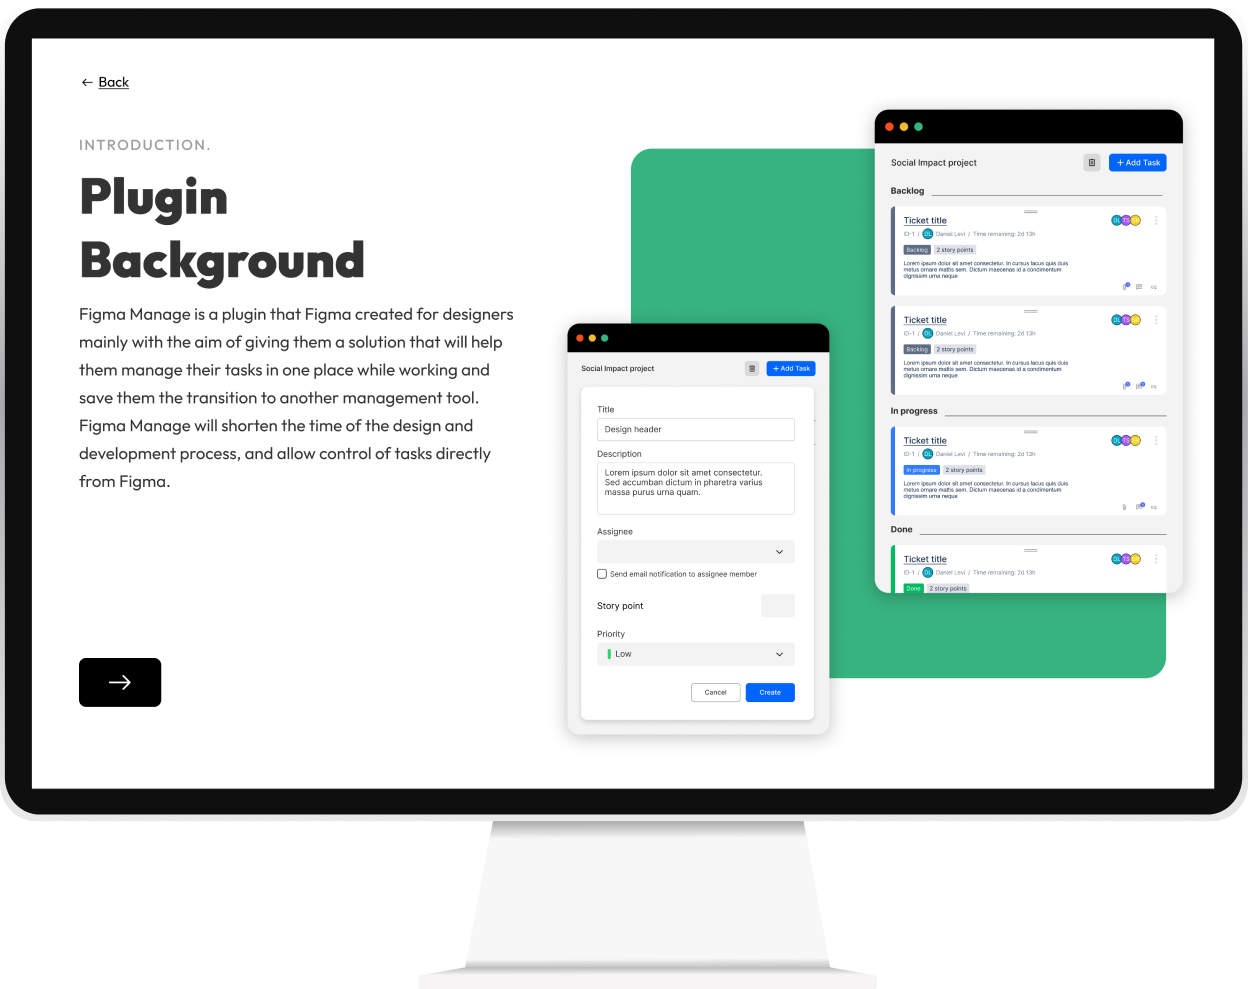 ← Back
INTRODUCTION.
Plugin
Background
Figma Manage is a plugin that Figma created for designers
mainly with the aim of giving them a solution that will help
them manage their tasks in one place while working and
save them the transition to another management tool.
Figma Manage will shorten the time of the design and
development process, and allow control of tasks directly
from Figma.
Social Impact project
+ Add Task
Title
Design header
Description
Lorem ipsum dolor sit amet consectetur.
Sed accumban dictum in pharetra varius
massa purus urna quam.
Assignee
Send email notification to assignee member
Story point
Priority
Low
Cancel Create
Social Impact project
+ Add Task
Backlog
Ticket title DL TS
ID-1 / DL Daniel Levi / Time remaining: 2d 13h
Backlog 2 story points
Lorem ipsum dolor sit amet consectetur. In cursus lacus quis duis
metus ornare mattis sem. Dictum maecenas id a condimentum
dignissim urna neque
Ticket title DL TS
ID-1 / DL Daniel Levi / Time remaining: 2d 13h
Backlog 2 story points
Lorem ipsum dolor sit amet consectetur. In cursus lacus quis duis
metus ornare mattis sem. Dictum maecenas id a condimentum
dignissim urna neque
In progress
Ticket title DL TS
ID-1 / DL Daniel Levi / Time remaining: 2d 13h
In progress 2 story points
Lorem ipsum dolor sit amet consectetur. In cursus lacus quis duis
metus ornare mattis sem. Dictum maecenas id a condimentum
dignissim urna neque
Done
Ticket title DL TS
ID-1 / DL Daniel Levi / Time remaining: 2d 13h
Done 2 story points